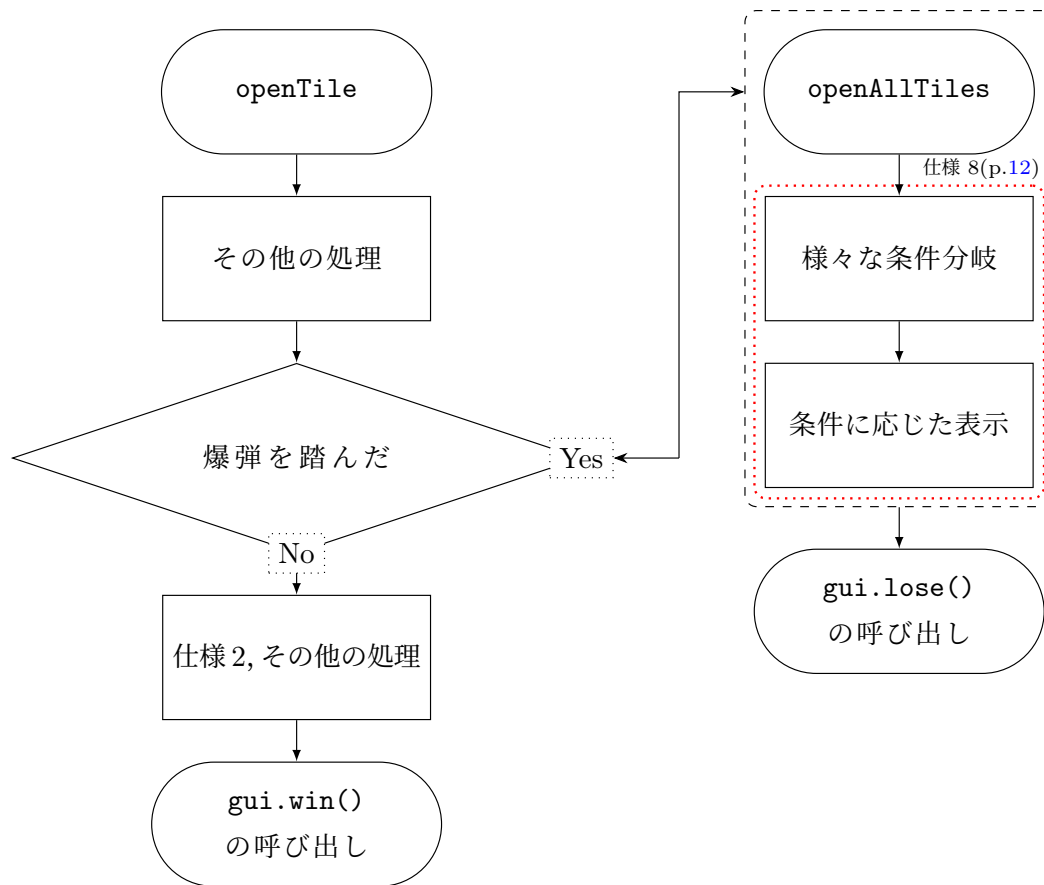 openTile
その他の処理
爆弾を踏んだ
Yes
No
仕様 2, その他の処理
gui.win()
の呼び出し
openAllTiles
仕様 8(p.12)
様々な条件分岐
条件に応じた表示
gui.lose()
の呼び出し